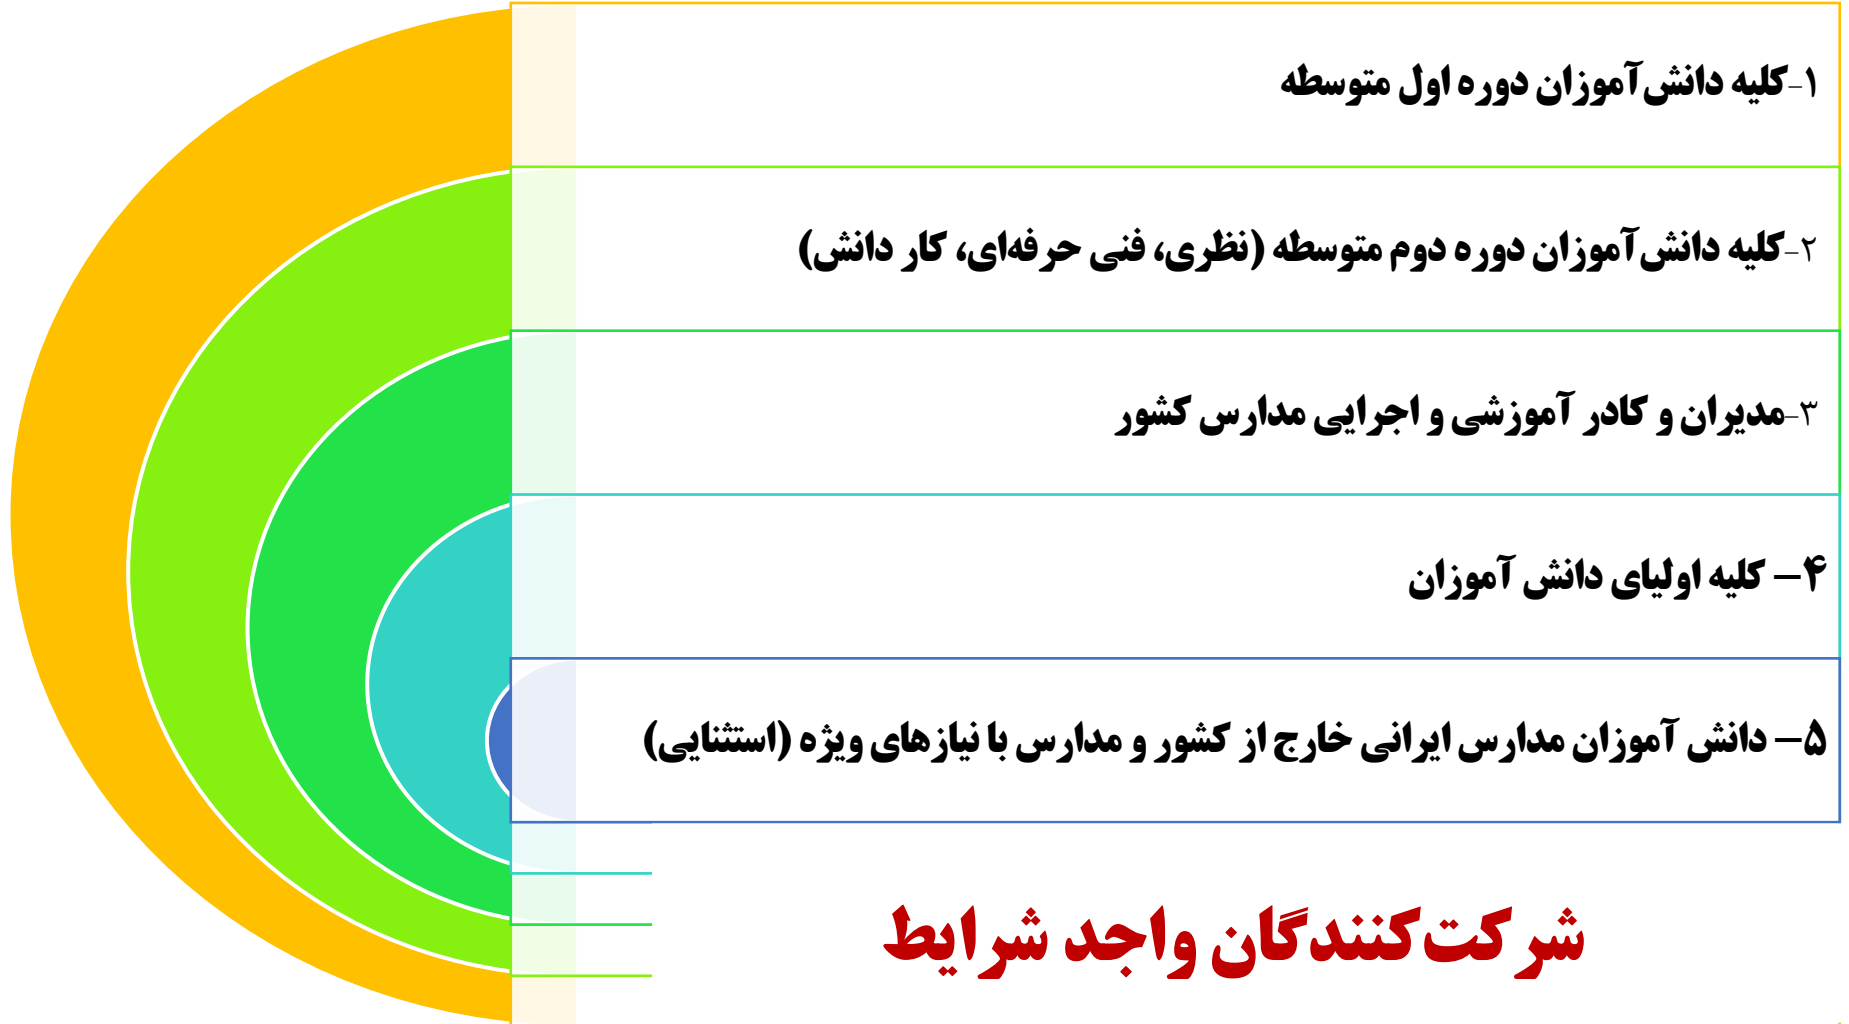 ۱-کلیه دانش‌آموزان دوره اول متوسطه
۲-کلیه دانش‌آموزان دوره دوم متوسطه (نظری، فنی حرفه‌ای، کار دانش)
۳-مدیران و کادر آموزشی و اجرایی مدارس کشور
۴- کلیه اولیای دانش آموزان
۵- دانش آموزان مدارس ایرانی خارج از کشور و مدارس با نیازهای ویژه (استثنایی)
شرکت‌کنندگان واجد شرایط